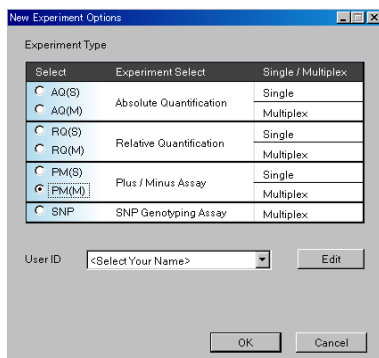 New Experiment Options
Experiment Type
Select Experiment Select Single / Multiplex
AQ(S) Absolute Quantification Single
AQ(M) Multiplex
RQ(S) Relative Quantification Single
RQ(M) Multiplex
PM(S) Plus / Minus Assay Single
PM(M) Multiplex
SNP SNP Genotyping Assay Multiplex
User ID <Select Your Name> Edit
OK Cancel